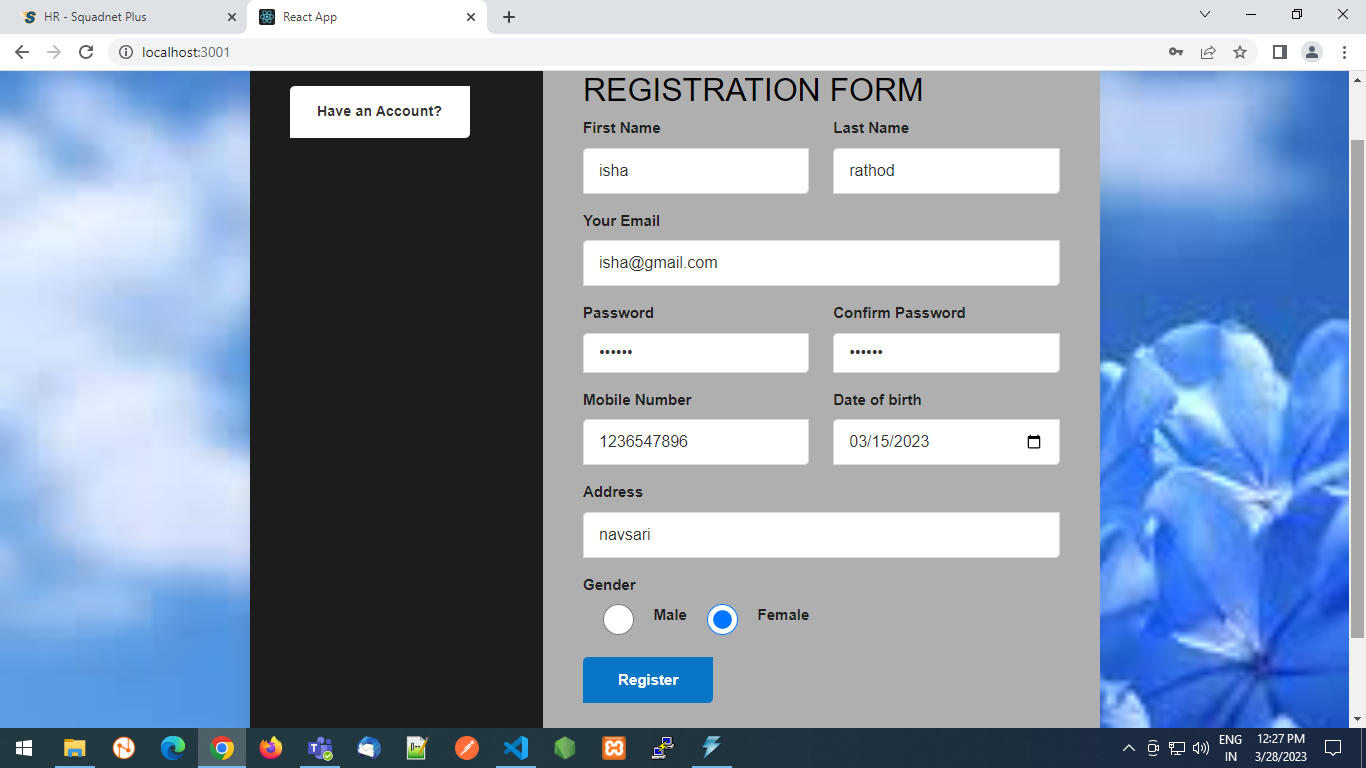 HR - Squadnet Plus
React App
localhost:3001
Have an Account?
REGISTRATION FORM
First Name Last Name
isha rathod
Your Email
isha@gmail.com
Password Confirm Password
•••••• ••••••
Mobile Number Date of birth
1236547896 03/15/2023
Address
navsari
Gender
Male Female
Register
ENG 12:27 PM
IN 3/28/2023